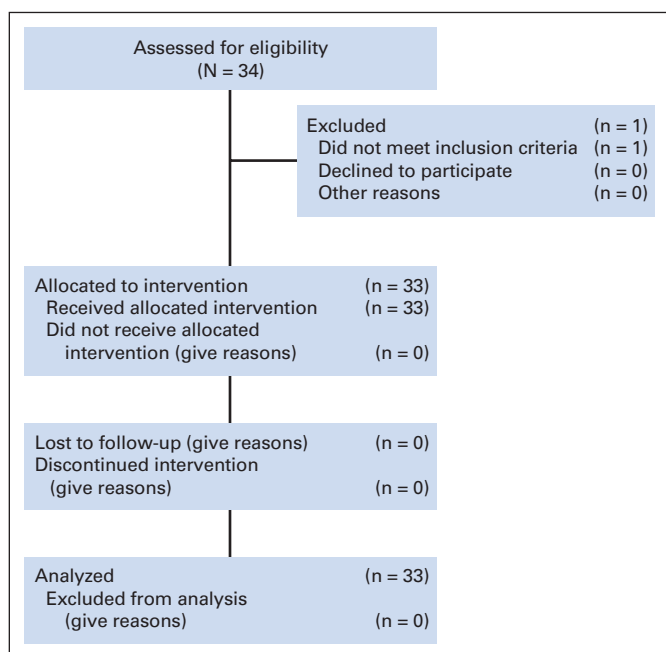 Assessed for eligibility
(N = 34)
Excluded (n = 1)
Did not meet inclusion criteria (n = 1)
Declined to participate (n = 0)
Other reasons (n = 0)
Allocated to intervention (n = 33)
Received allocated intervention (n = 33)
Did not receive allocated
intervention (give reasons) (n = 0)
Lost to follow-up (give reasons) (n = 0)
Discontinued intervention
(give reasons) (n = 0)
Analyzed (n = 33)
Excluded from analysis
(give reasons) (n = 0)